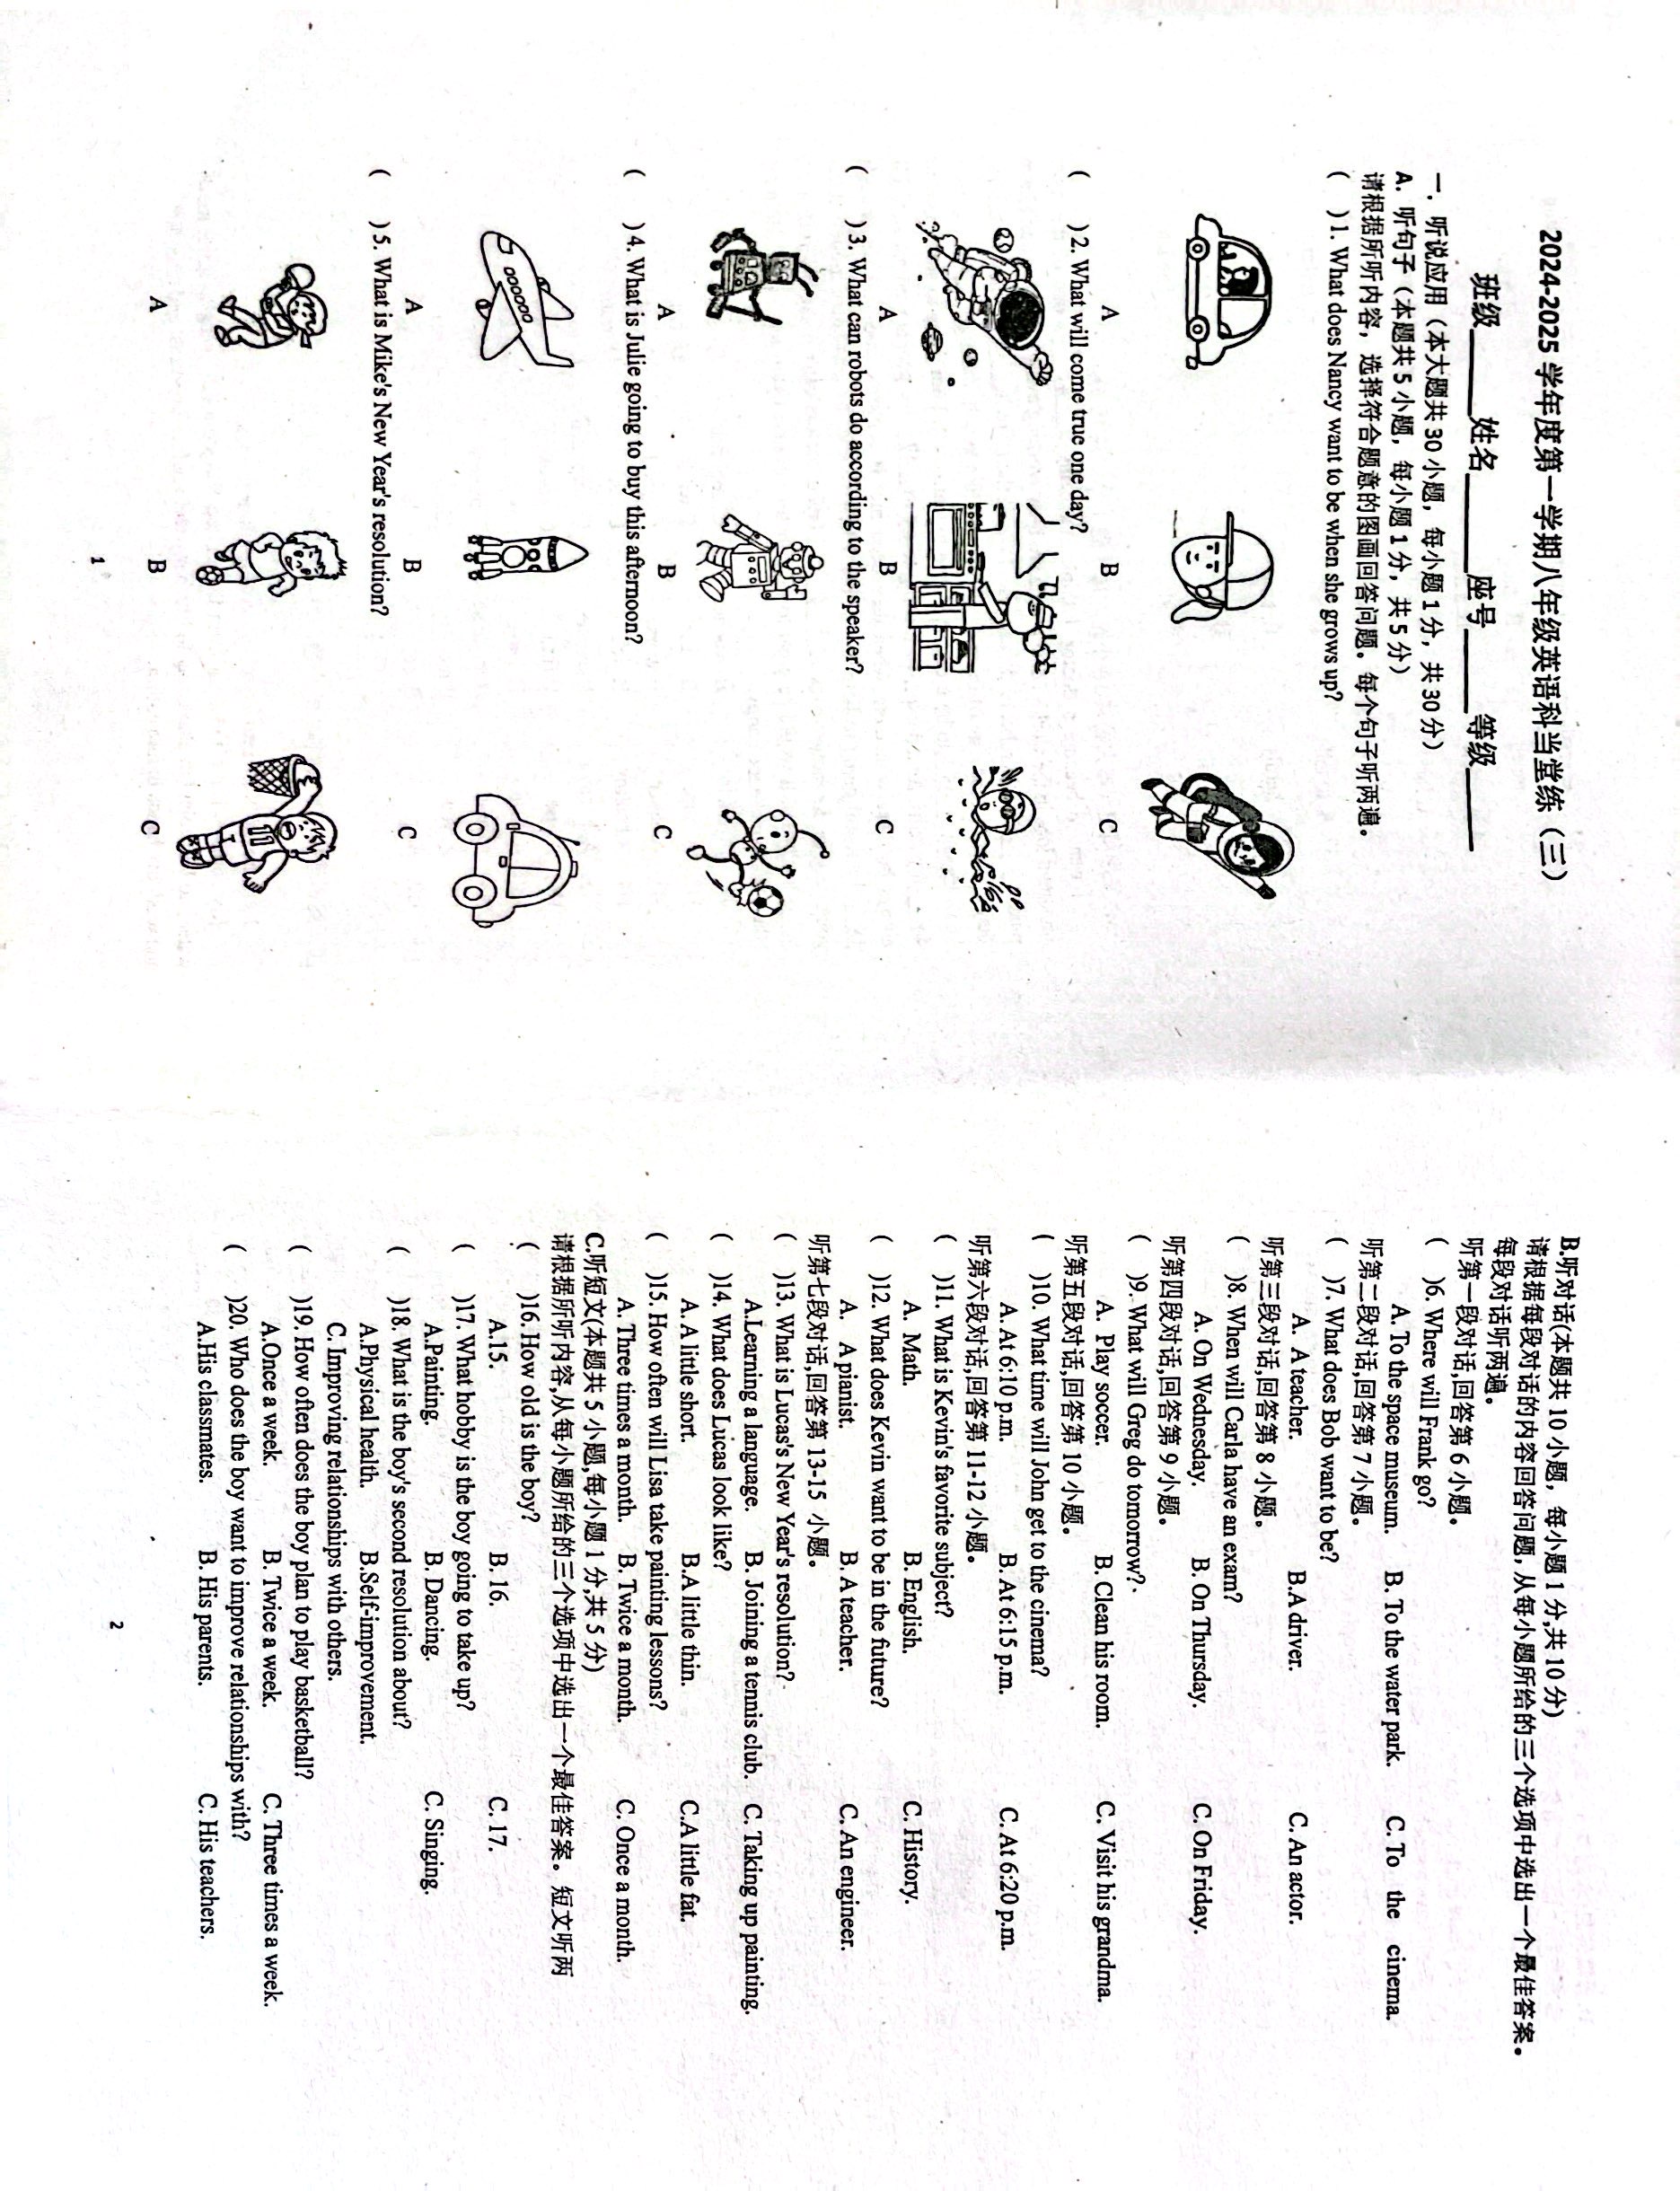 2024-2025 学年度第一学期八年级英语科当堂练（三）
班级_____ 姓名______ 座号_____ 等级_____
一．听说应用（本大题共 30 小题，每小题 1 分，共 30 分）
A. 听句子（本题共 5 小题，每小题 1 分，共 5 分）
请根据所听内容，选择符合题意的图画回答问题。每个句子听两遍。
( )1. What does Nancy want to be when she grows up?
A B C
( )2. What will come true one day?
A B C
( )3. What can robots do according to the speaker?
A B C
( )4. What is Julie going to buy this afternoon?
A B C
( )5. What is Mike's New Year's resolution?
A B C
1
B.听对话(本题共 10 小题，每小题 1 分,共 10 分)
请根据每段对话的内容回答问题，从每小题所给的三个选项中选出一个最佳答案。
每段对话听两遍。
听第一段对话,回答第 6 小题。
( )6. Where will Frank go?
A. To the space museum. B. To the water park. C. To the cinema.
听第二段对话,回答第 7 小题。
( )7. What does Bob want to be?
A. A teacher. B.A driver. C. An actor.
听第三段对话,回答第 8 小题。
( )8. When will Carla have an exam?
A. On Wednesday. B. On Thursday. C. On Friday.
听第四段对话,回答第 9 小题。
( )9. What will Greg do tomorrow?
A. Play soccer. B. Clean his room. C. Visit his grandma.
听第五段对话,回答第 10 小题。
( )10. What time will John get to the cinema?
A. At 6:10 p.m. B. At 6:15 p.m. C. At 6:20 p.m.
听第六段对话,回答第 11-12 小题。
( )11. What is Kevin's favorite subject?
A. Math. B. English. C. History.
( )12. What does Kevin want to be in the future?
A. A pianist. B. A teacher. C. An engineer.
听第七段对话,回答第 13-15 小题。
( )13. What is Lucas's New Year's resolution?
A.Learning a language. B. Joining a tennis club. C. Taking up painting.
( )14. What does Lucas look like?
A. A little short. B.A little thin. C.A little fat.
( )15. How often will Lisa take painting lessons?
A. Three times a month. B. Twice a month. C. Once a month.
C.听短文(本题共 5 小题,每小题 1 分,共 5 分)
请根据所听内容,从每小题所给的三个选项中选出一个最佳答案。短文听两
( )16. How old is the boy?
A.15. B. 16. C. 17.
( )17. What hobby is the boy going to take up?
A.Painting. B. Dancing. C. Singing.
( )18. What is the boy's second resolution about?
A.Physical health. B.Self-improvement.
C. Improving relationships with others.
( )19. How often does the boy plan to play basketball?
A.Once a week. B. Twice a week. C. Three times a week.
( )20. Who does the boy want to improve relationships with?
A.His classmates. B. His parents. C. His teachers.
2